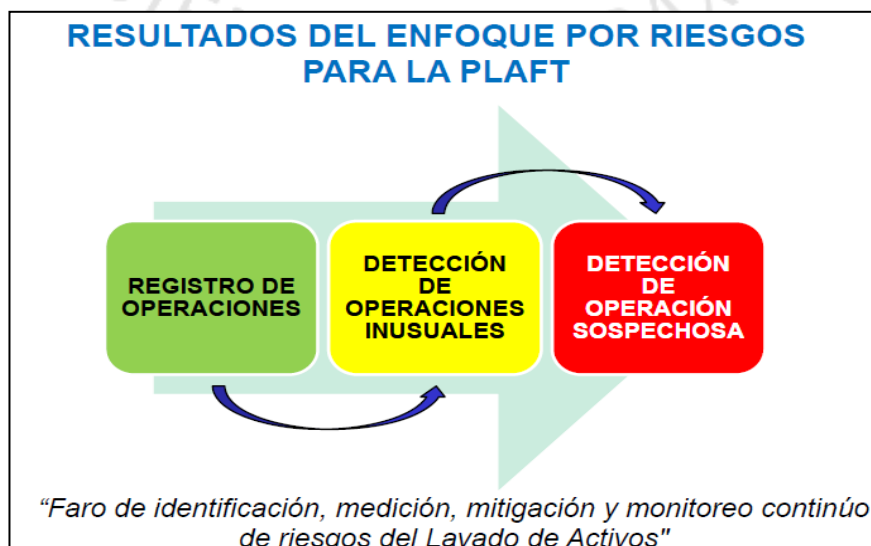 RESULTADOS DEL ENFOQUE POR RIESGOS
PARA LA PLAFT
REGISTRO DE
OPERACIONES
DETECCIÓN
DE
OPERACIONES
INUSUALES
DETECCIÓN
DE
OPERACIÓN
SOSPECHOSA
“Faro de identificación, medición, mitigación y monitoreo continúo
de riesgos del Lavado de Activos"